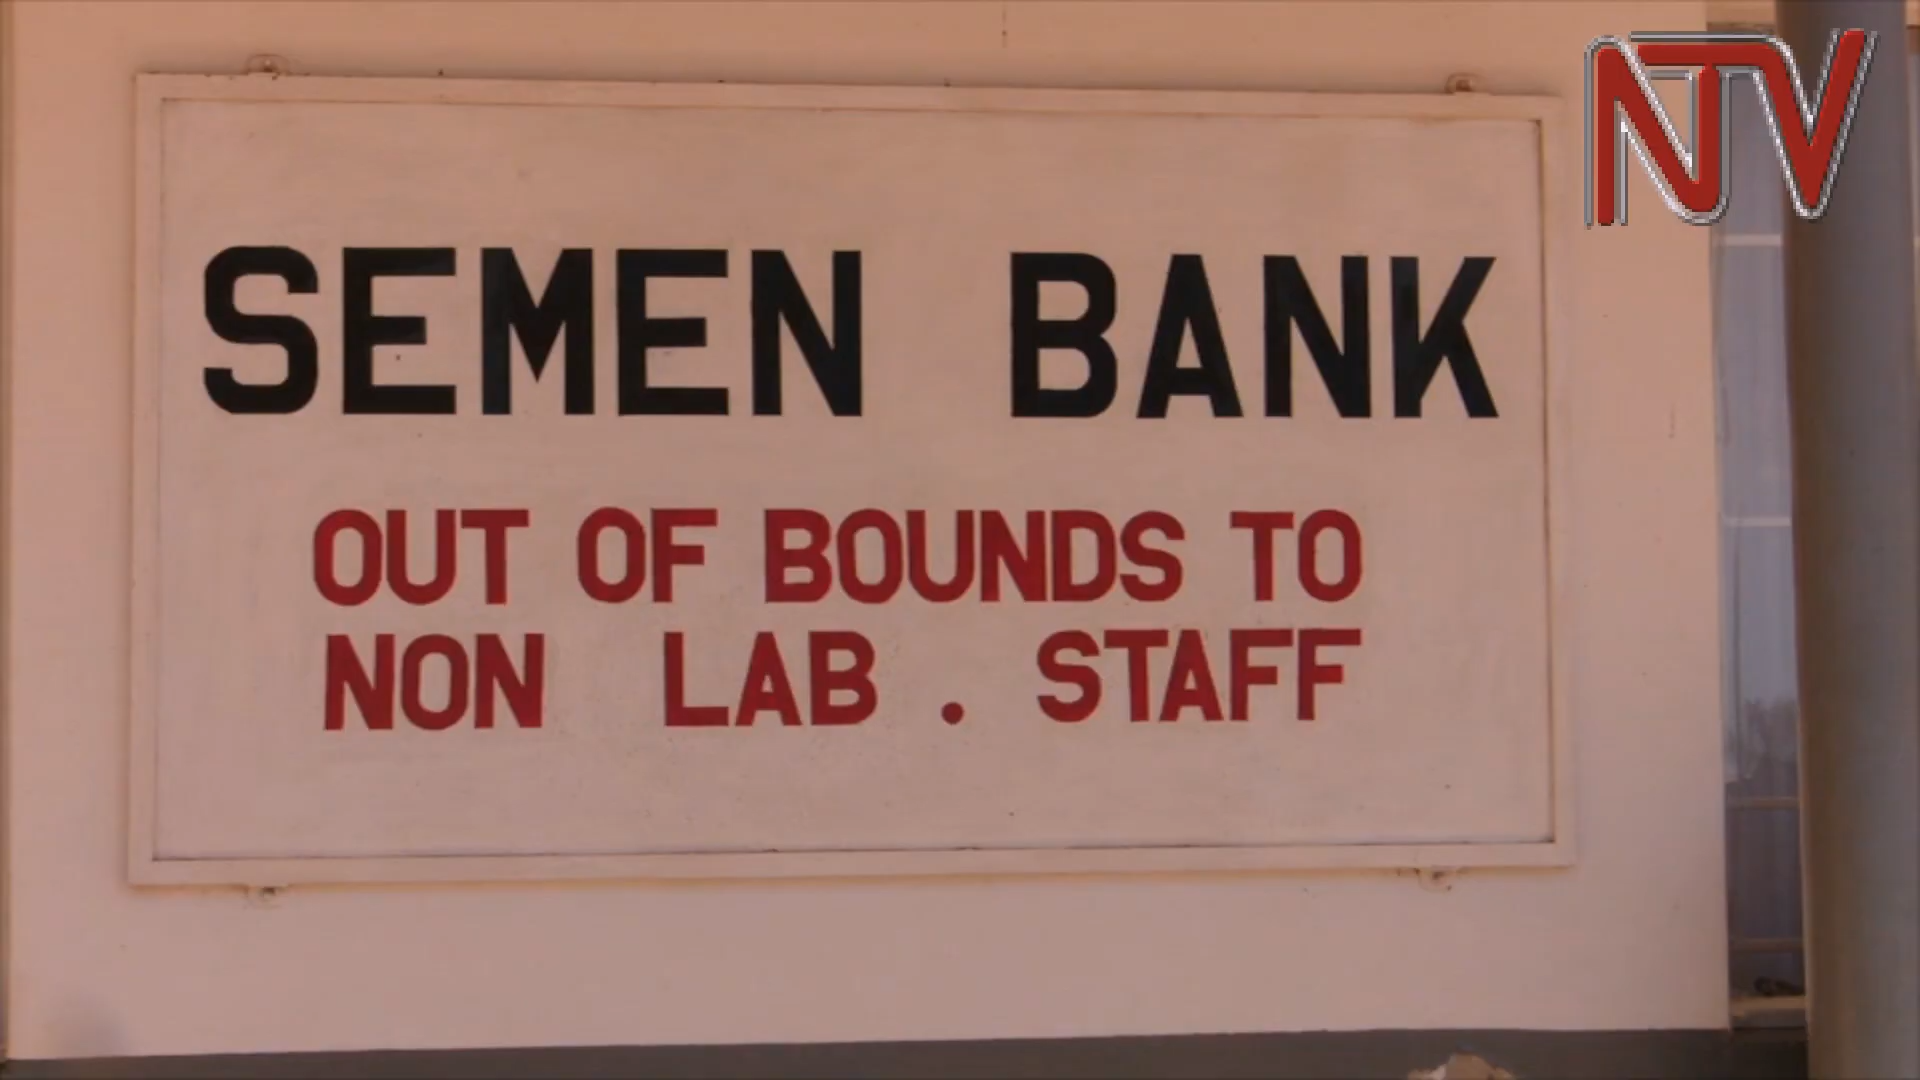 NTV
SEMEN BANK
OUT OF BOUNDS TO
NON LAB . STAFF